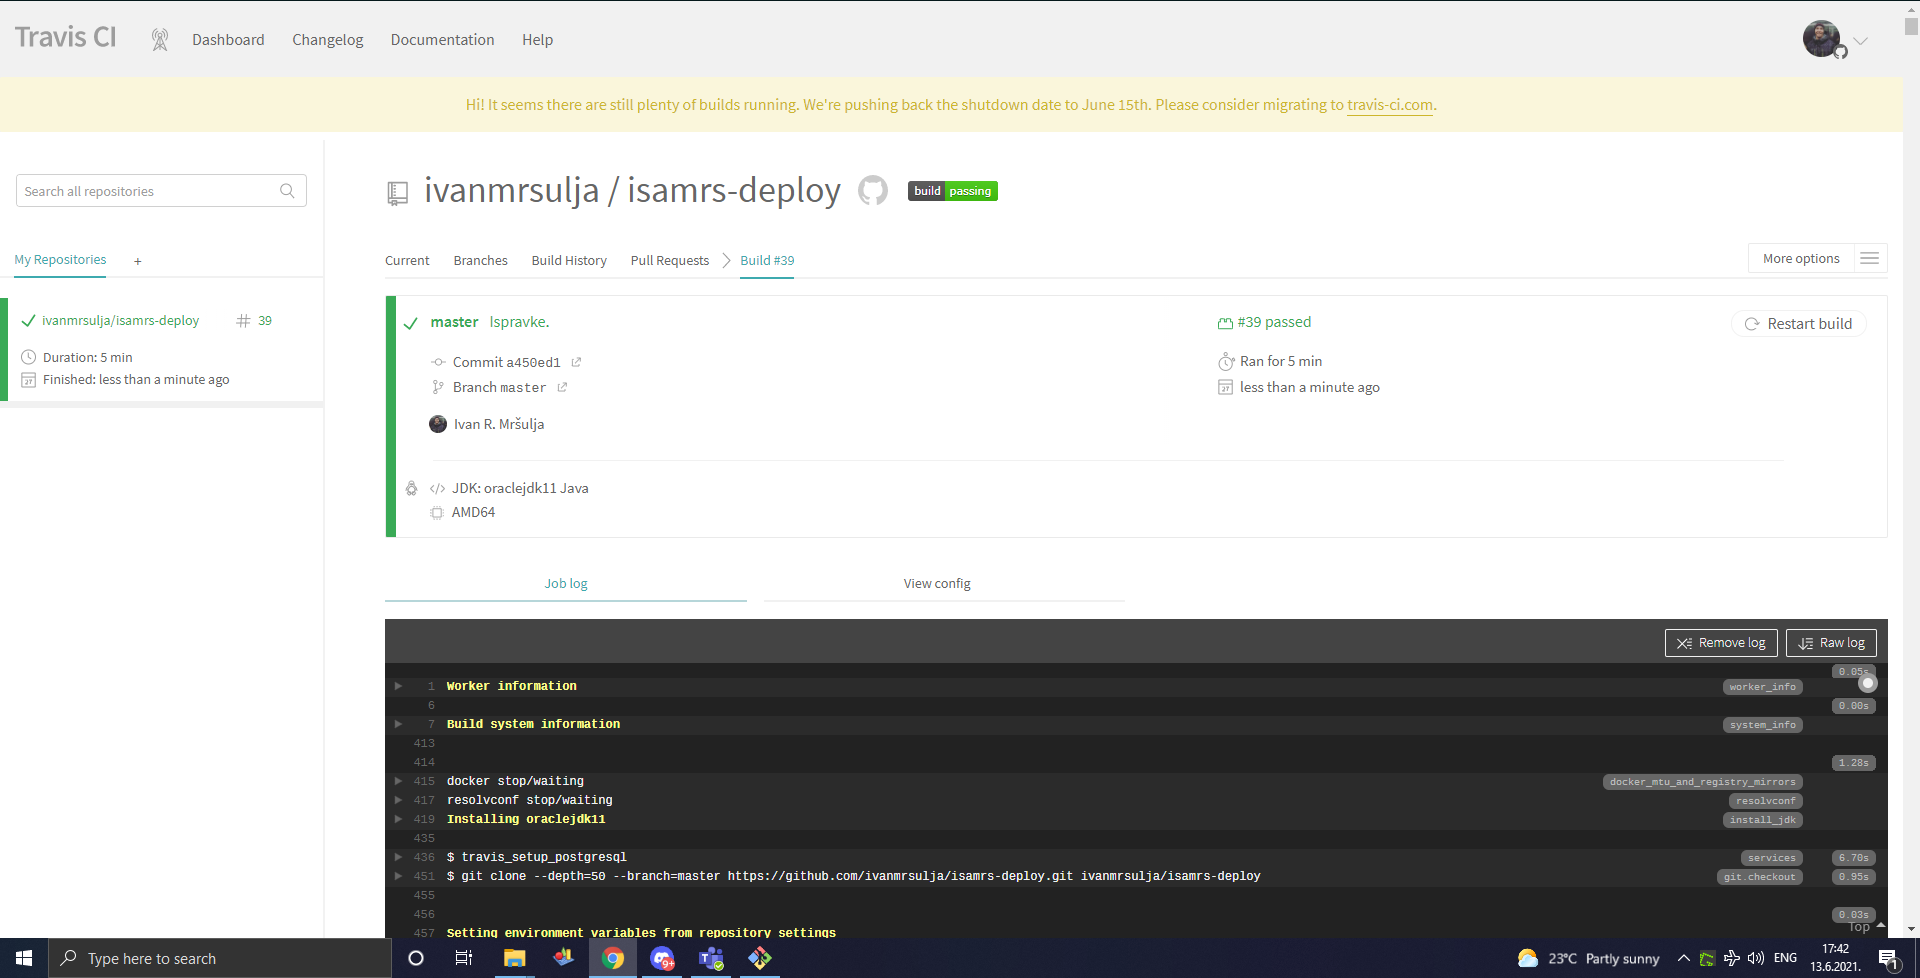 Travis CI
Dashboard
Changelog
Documentation
Help
Hi! It seems there are still plenty of builds running. We're pushing back the shutdown date to June 15th. Please consider migrating to travis-ci.com.
Search all repositories
My Repositories +
ivanmrsulja/isamrs-deploy # 39
Duration: 5 min
Finished: less than a minute ago
ivanmrsulja / isamrs-deploy
build passing
Current
Branches
Build History
Pull Requests
Build #39
More options
master Ispravke.
Commit a450ed1
Branch master
Ivan R. Mršulja
#39 passed
Ran for 5 min
less than a minute ago
Restart build
</> JDK: oraclejdk11 Java
AMD64
Job log
View config
Remove log
Raw log
0.05s
1 Worker information worker_info
6 0.00s
7 Build system information system_info
413
414 1.28s
415 docker stop/waiting docker_mtu_and_registry_mirrors
417 resolvconf stop/waiting resolvconf
419 Installing oraclejdk11 install_jdk
435
436 $ travis_setup_postgresql services 6.70s
451 $ git clone --depth=50 --branch=master https://github.com/ivanmrsulja/isamrs-deploy.git ivanmrsulja/isamrs-deploy git.checkout 0.95s
455
456 0.03s
457 Setting environment variables from repository settings
Top
Type here to search
9+
23°C Partly sunny
ENG
17:42
13.6.2021.
1